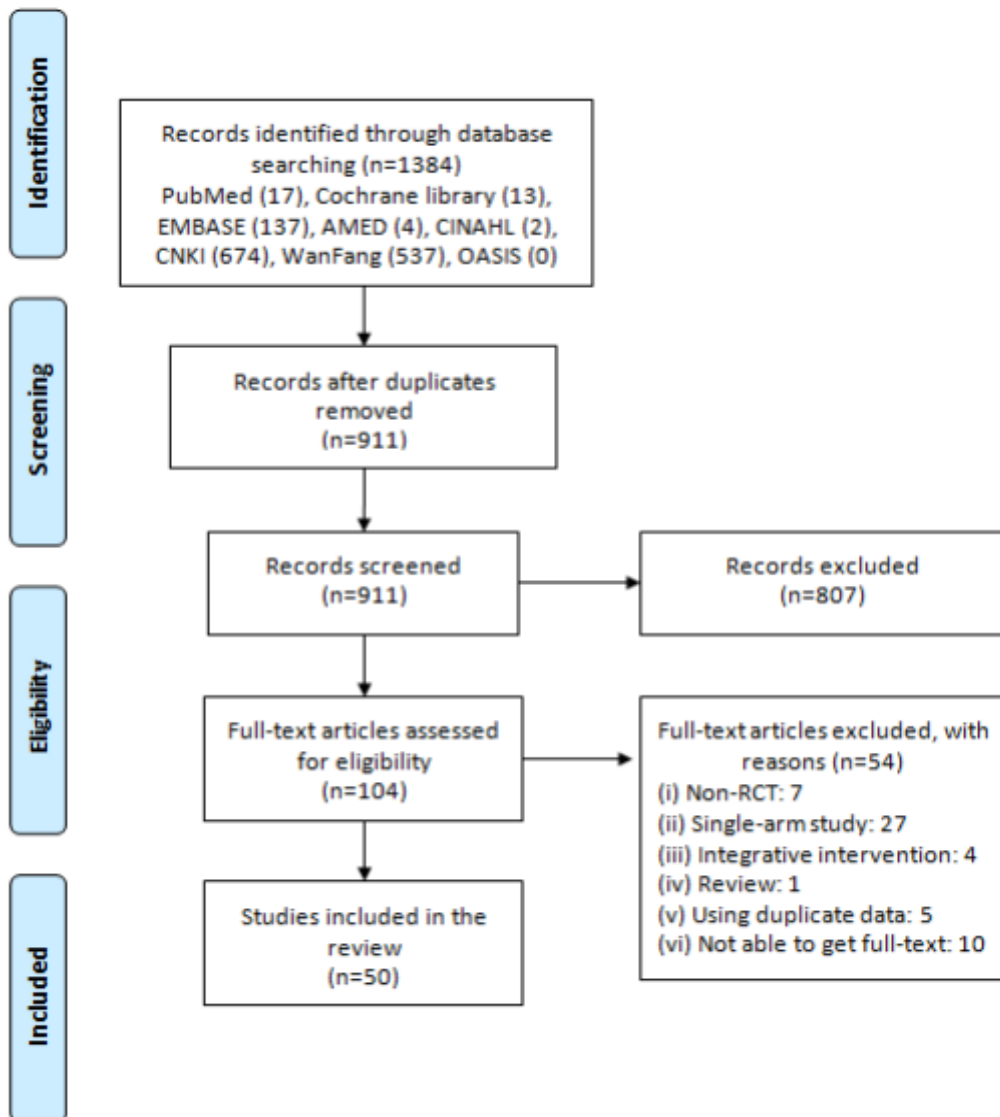 Identification
Records identified through database
searching (n=1384)
PubMed (17), Cochrane library (13),
EMBASE (137), AMED (4), CINAHL (2),
CNKI (674), WanFang (537), OASIS (0)
Screening
Records after duplicates
removed
(n=911)
Records screened
(n=911)
Records excluded
(n=807)
Eligibility
Full-text articles assessed
for eligibility
(n=104)
Full-text articles excluded, with
reasons (n=54)
(i) Non-RCT: 7
(ii) Single-arm study: 27
(iii) Integrative intervention: 4
(iv) Review: 1
(v) Using duplicate data: 5
(vi) Not able to get full-text: 10
Included
Studies included in the
review
(n=50)